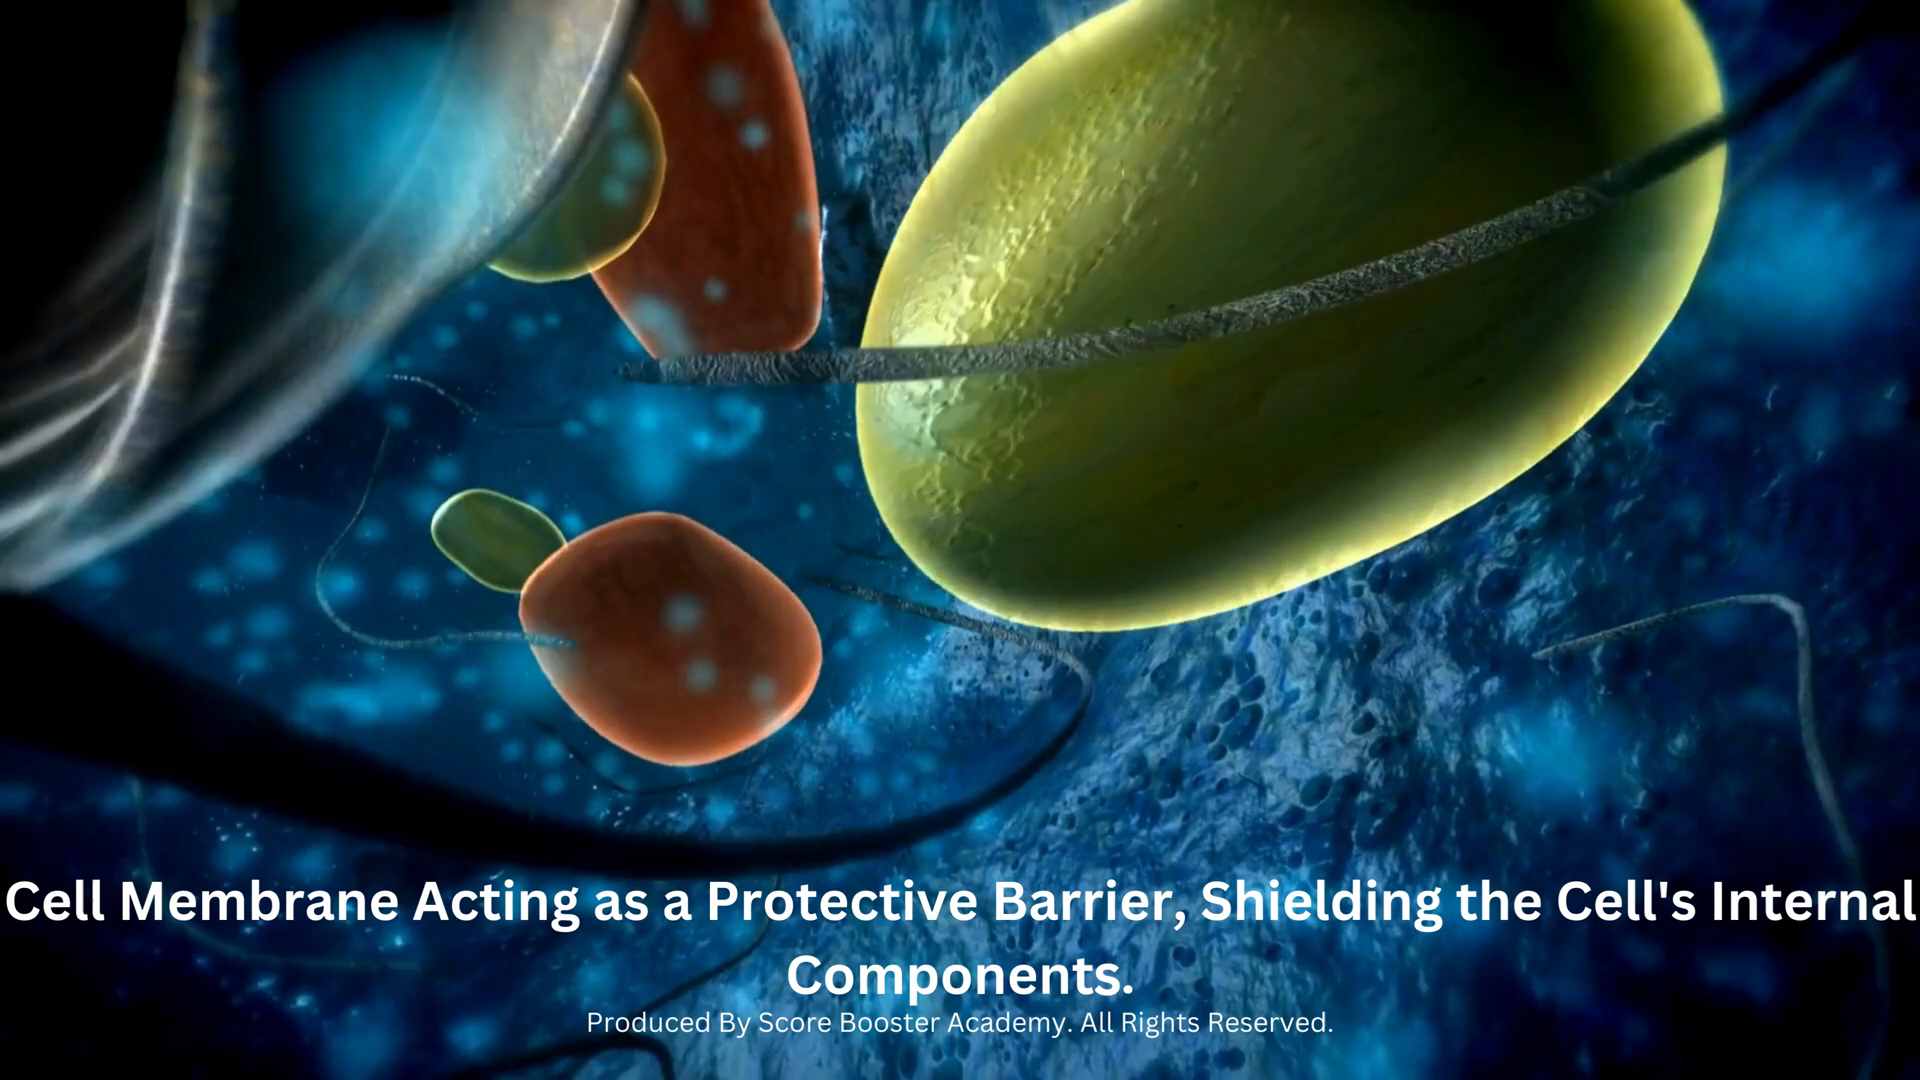 Cell Membrane Acting as a Protective Barrier, Shielding the Cell's Internal
Components.
Produced By Score Booster Academy. All Rights Reserved.